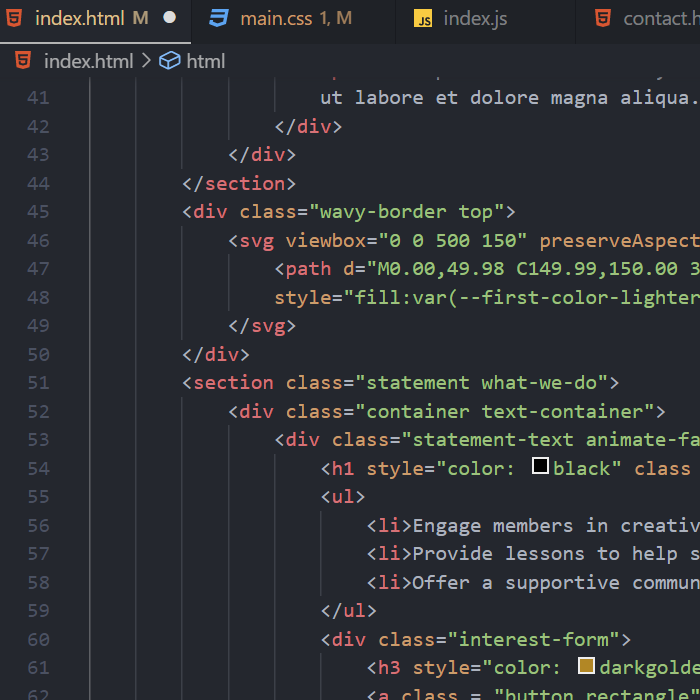 index.html M
main.css 1, M
JS index.js
contact.h
index.html > html
41 ut labore et dolore magna aliqua.
42 </div>
43 </div>
44 </section>
45 <div class="wavy-border top">
46 <svg viewbox="0 0 500 150" preserveAspect
47 <path d="M0.00,49.98 C149.99,150.00 3
48 style="fill:var(--first-color-lighter
49 </svg>
50 </div>
51 <section class="statement what-we-do">
52 <div class="container text-container">
53 <div class="statement-text animate-fa
54 <h1 style="color: black" class
55 <ul>
56 <li>Engage members in creativ
57 <li>Provide lessons to help s
58 <li>Offer a supportive commun
59 </ul>
60 <div class="interest-form">
61 <h3 style="color: darkgolde
62 <a class = "button rectangle"